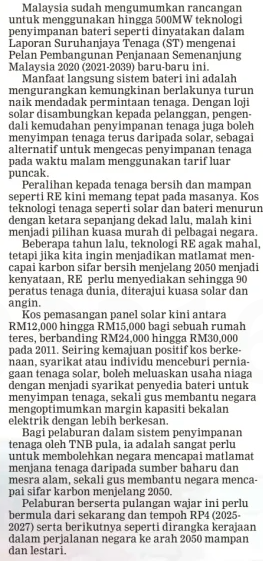 Malaysia sudah mengumumkan rancangan
untuk menggunakan hingga 500MW teknologi
penyimpanan bateri seperti dinyatakan dalam
Laporan Suruhanjaya Tenaga (ST) mengenai
Pelan Pembangunan Penjanaan Semenanjung
Malaysia 2020 (2021-2039) baru-baru ini.
Manfaat langsung sistem bateri ini adalah
mengurangkan kemungkinan berlakunya turun
naik mendadak permintaan tenaga. Dengan loji
solar disambungkan kepada pelanggan, pengen-
dali kemudahan penyimpanan tenaga juga boleh
menyimpan tenaga terus daripada solar, sebagai
alternatif untuk mengecas penyimpanan tenaga
pada waktu malam menggunakan tarif luar
puncak.
Peralihan kepada tenaga bersih dan mampan
seperti RE kini memang tepat pada masanya. Kos
teknologi tenaga seperti solar dan bateri menurun
dengan ketara sepanjang dekad lalu, malah kini
menjadi pilihan kuasa murah di pelbagai negara.
Beberapa tahun lalu, teknologi RE agak mahal,
tetapi jika kita ingin menjadikan matlamat men-
capai karbon sifar bersih menjelang 2050 menjadi
kenyataan, RE perlu menyediakan sehingga 90
peratus tenaga dunia, diterajui kuasa solar dan
angin.
Kos pemasangan panel solar kini antara
RM12,000 hingga RM15,000 bagi sebuah rumah
teres, berbanding RM24,000 hingga RM30,000
pada 2011. Seiring kemajuan positif kos berke-
naan, syarikat atau individu menceburi pernia-
gaan tenaga solar, boleh meluaskan usaha niaga
dengan menjadi syarikat penyedia bateri untuk
menyimpan tenaga, sekali gus membantu negara
mengoptimumkan margin kapasiti bekalan
elektrik dengan lebih berkesan.
Bagi pelaburan dalam sistem penyimpanan
tenaga oleh TNB pula, ia adalah sangat perlu
untuk membolehkan negara mencapai matlamat
menjana tenaga daripada sumber baharu dan
mesra alam, sekali gus membantu negara menca-
pai sifar karbon menjelang 2050.
Pelaburan berserta pulangan wajar ini perlu
bermula dari sekarang dan tempoh RP4 (2025-
2027) serta berikutnya seperti dirangka kerajaan
dalam perjalanan negara ke arah 2050 mampan
dan lestari.